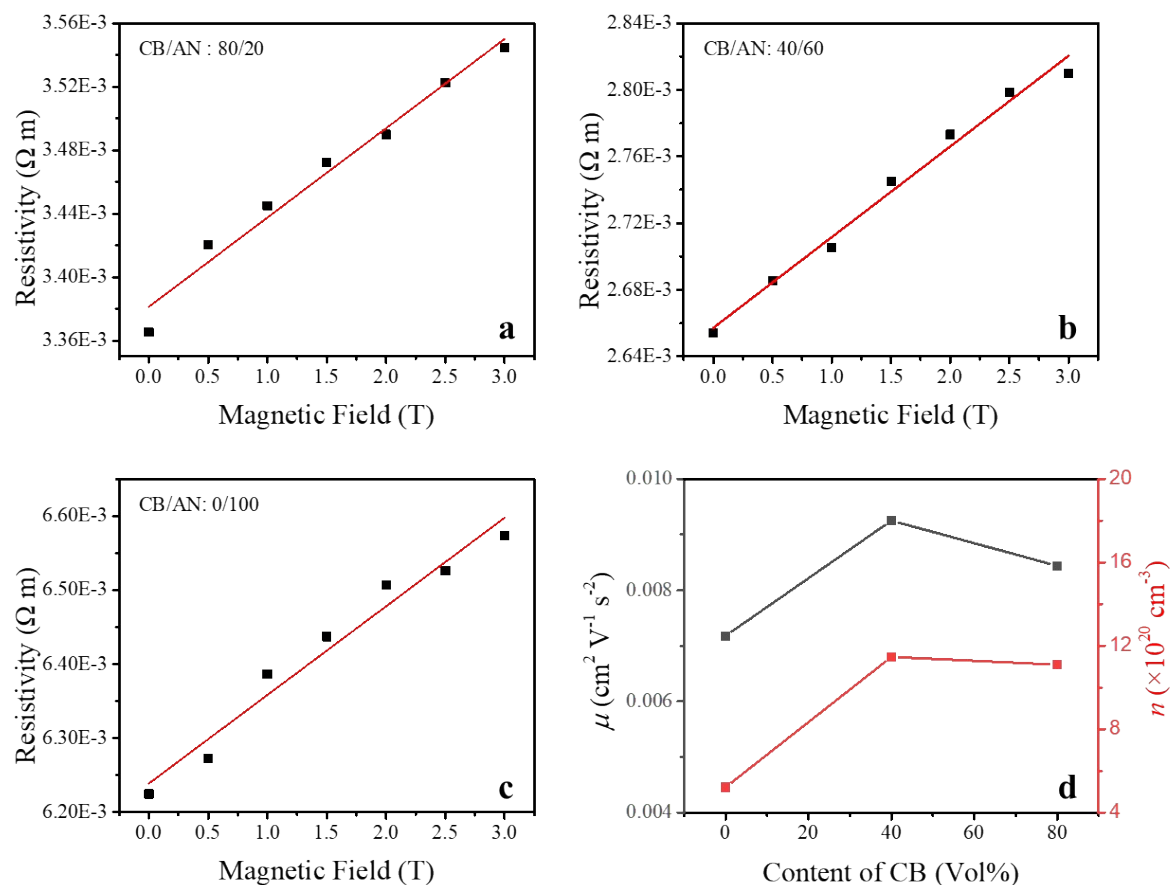 CB/AN : 80/20
3.56E-3
3.52E-3
3.48E-3
3.44E-3
3.40E-3
3.36E-3
Resistivity (Ω m)
0.0 0.5 1.0 1.5 2.0 2.5 3.0
Magnetic Field (T)
a
CB/AN: 40/60
2.84E-3
2.80E-3
2.76E-3
2.72E-3
2.68E-3
2.64E-3
Resistivity (Ω m)
0.0 0.5 1.0 1.5 2.0 2.5 3.0
Magnetic Field (T)
b
CB/AN: 0/100
6.60E-3
6.50E-3
6.40E-3
6.30E-3
6.20E-3
Resistivity (Ω m)
0.0 0.5 1.0 1.5 2.0 2.5 3.0
Magnetic Field (T)
c
0.010
0.008
0.006
0.004
μ (cm² V⁻¹ s⁻²)
20
16
12
8
4
n (×10²⁰ cm⁻³)
0 20 40 60 80
Content of CB (Vol%)
d